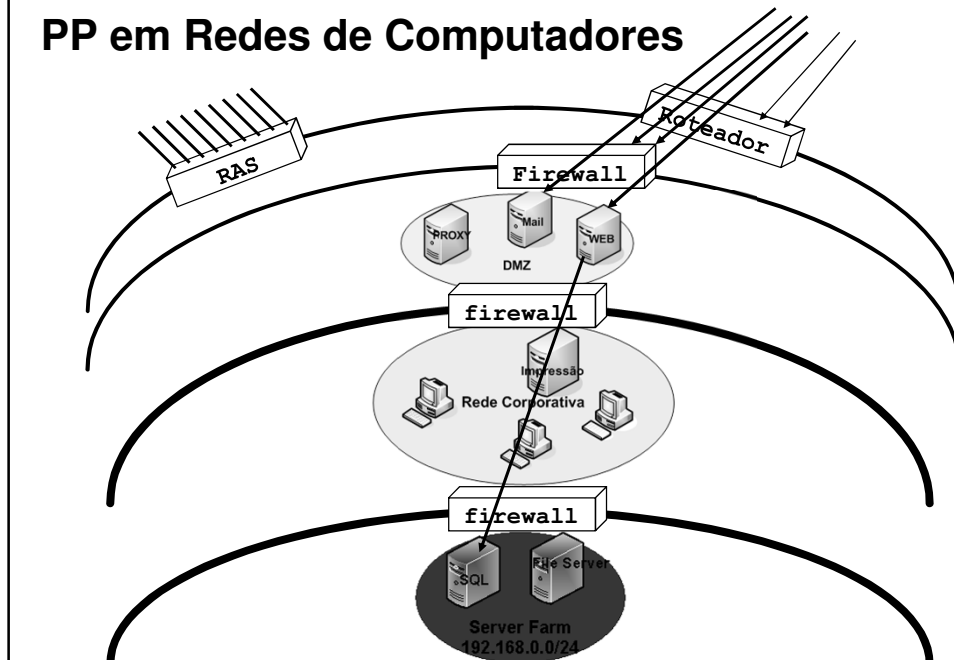 PP em Redes de Computadores
RAS
Roteador
Firewall
PROXY
Mail
WEB
DMZ
firewall
Impressão
Rede Corporativa
firewall
SQL
File Server
Server Farm
192.168.0.0/24